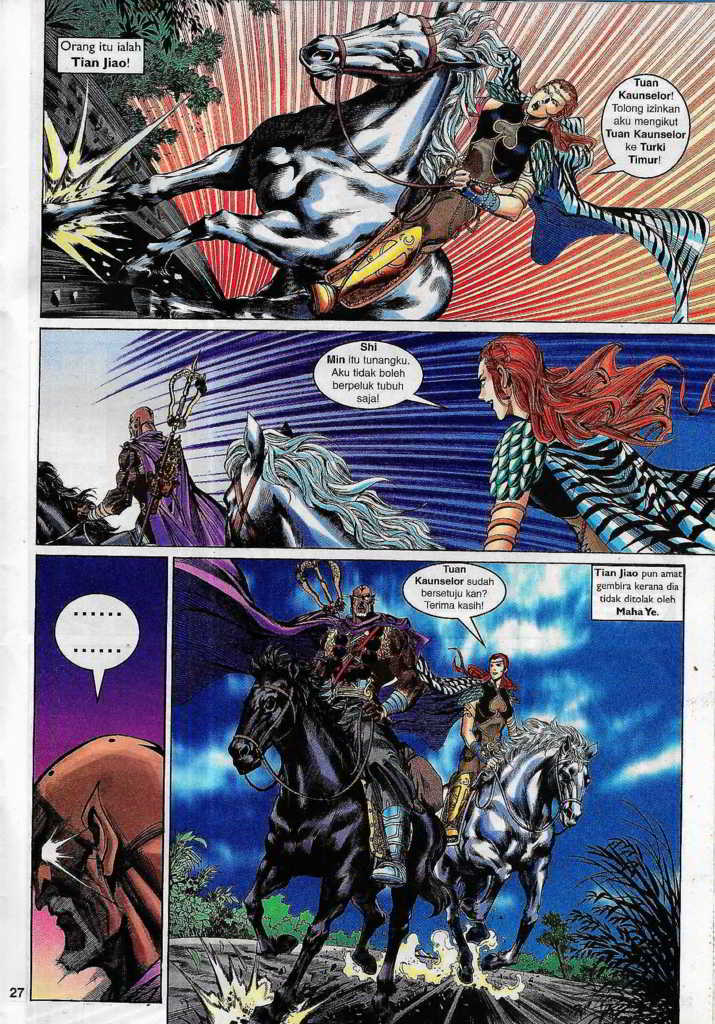 Orang itu ialah
Tian Jiao!
Tuan
Kaunselor!
Tolong izinkan
aku mengikut
Tuan Kaunselor
ke Turki
Timur!
Shi
Min itu tunangku.
Aku tidak boleh
berpeluk tubuh
saja!
......
......
Tuan
Kaunselor sudah
bersetuju kan?
Terima kasih!
Tian Jiao pun amat
gembira kerana dia
tidak ditolak oleh
Maha Ye.
27